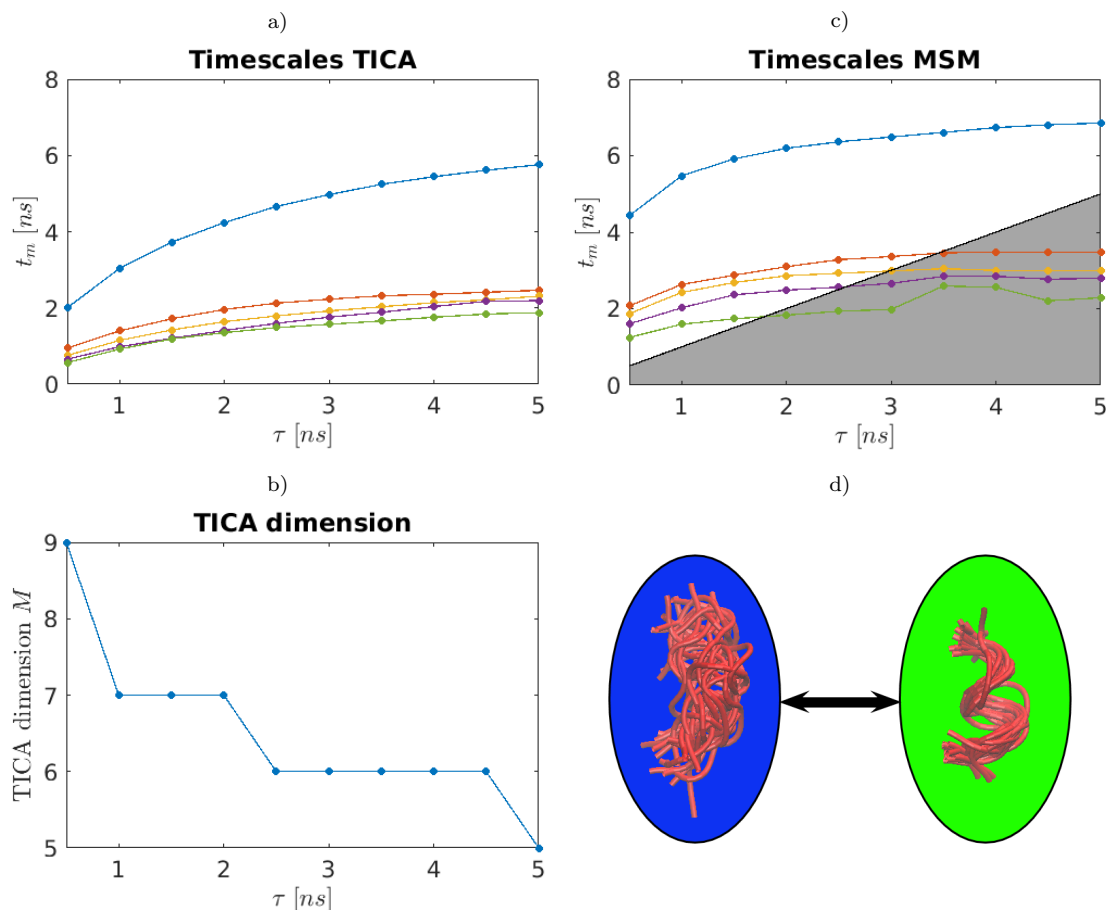 a)
Timescales TICA
8
6
4
2
0
t_m [ns]
1 2 3 4 5
τ [ns]
c)
Timescales MSM
8
6
4
2
0
t_m [ns]
1 2 3 4 5
τ [ns]
b)
TICA dimension
9
8
7
6
5
TICA dimension M
1 2 3 4 5
τ [ns]
d)